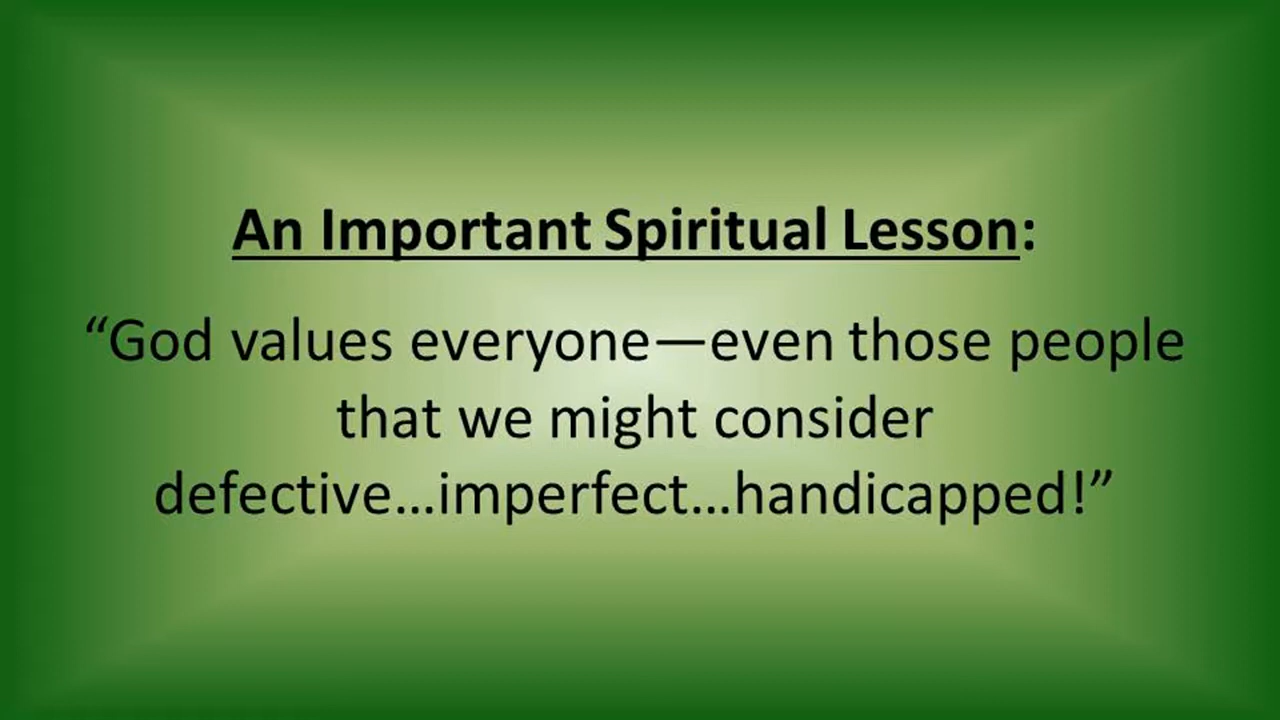 An Important Spiritual Lesson:
“God values everyone—even those people
that we might consider
defective…imperfect…handicapped!”